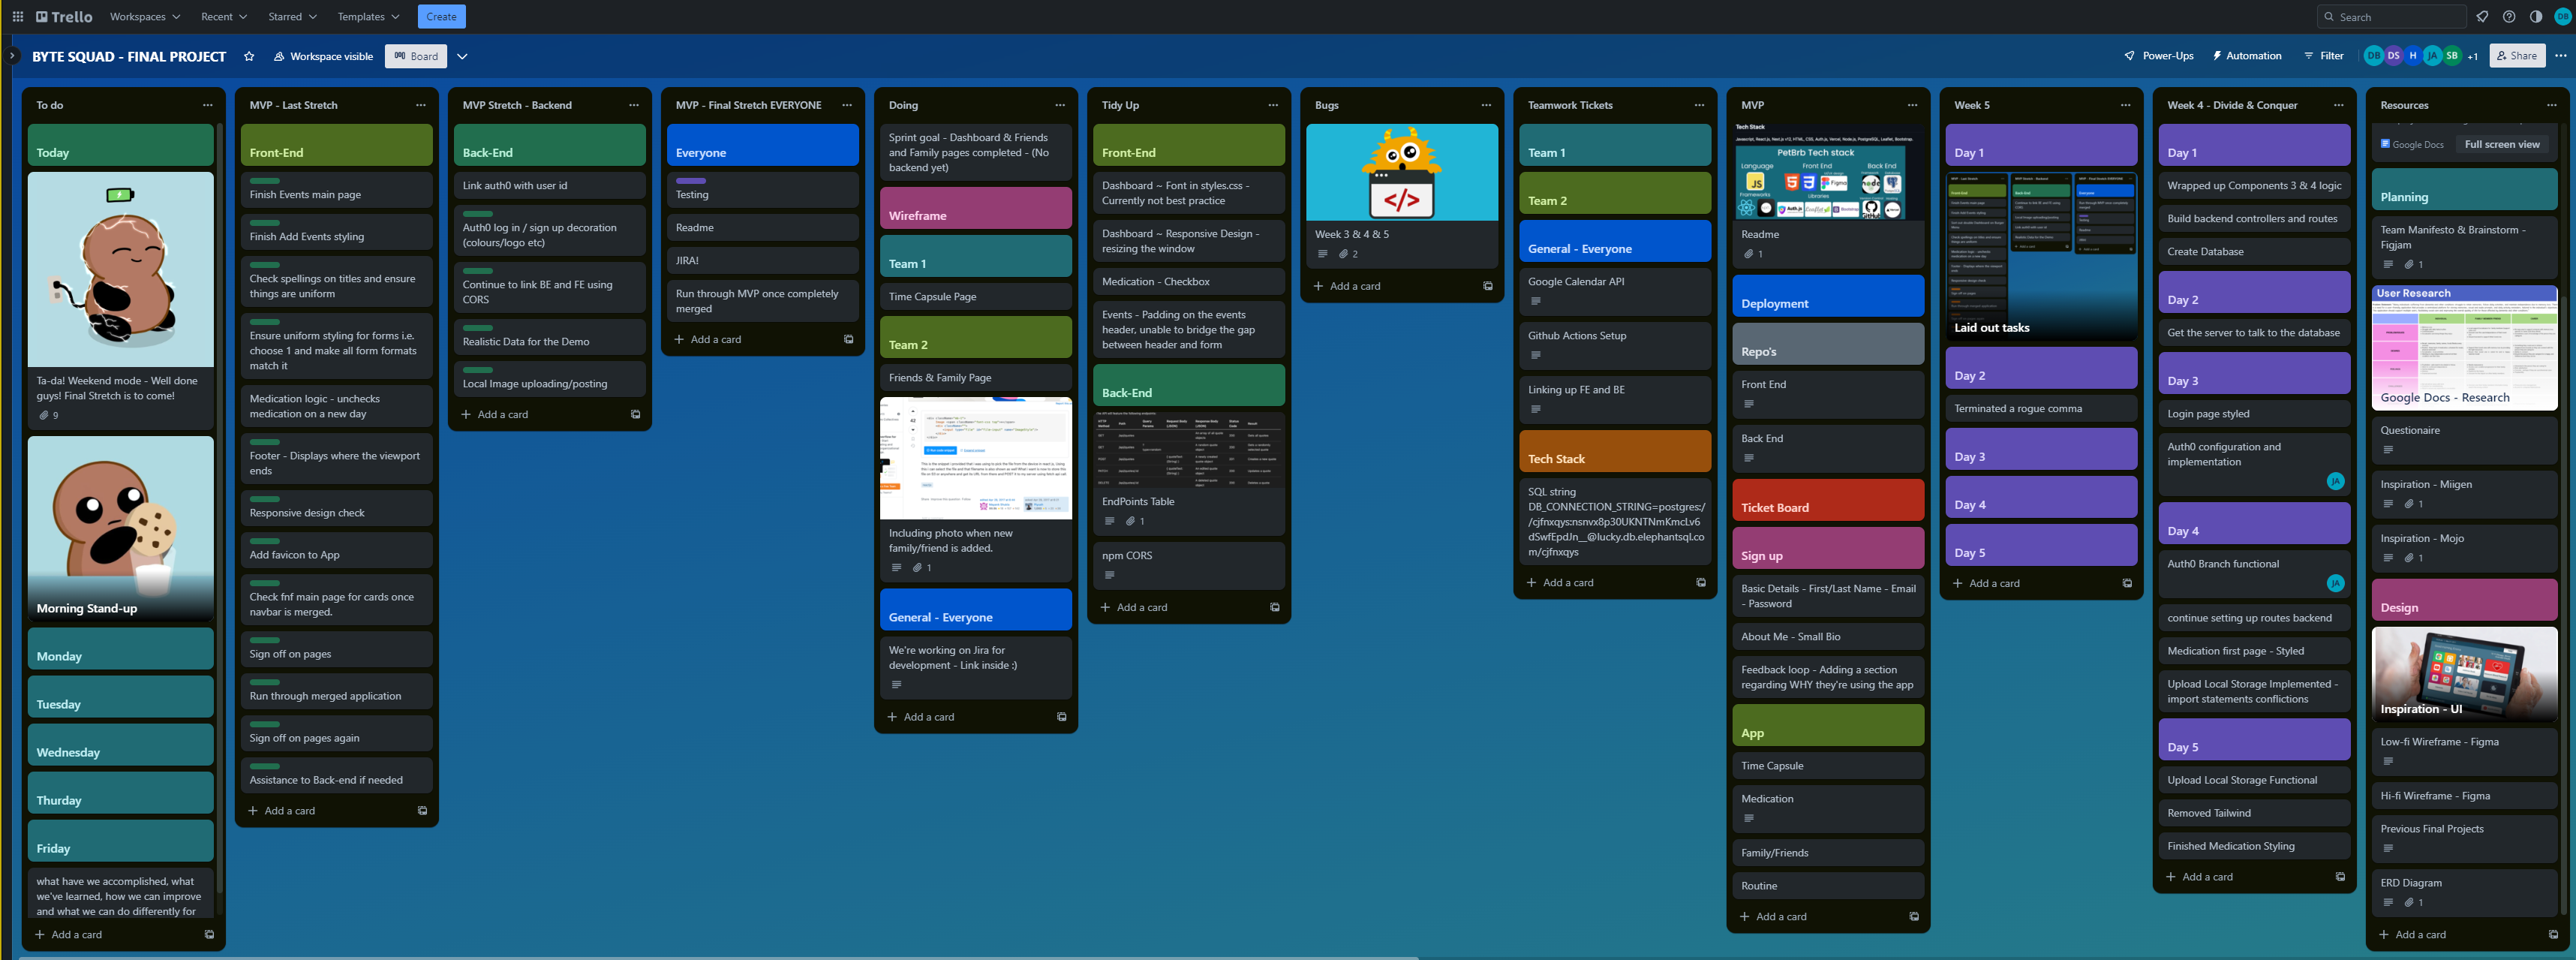 Trello
Workspaces
Recent
Starred
Templates
Create
Search
DB
BYTE SQUAD - FINAL PROJECT
Workspace visible
Board
Power-Ups
Automation
Filter
DB
DS
H
JA
SB
+1
Share
To do
Today
Ta-da! Weekend mode - Well done
guys! Final Stretch is to come!
9
Morning Stand-up
Monday
Tuesday
Wednesday
Thurday
Friday
what have we accomplished, what
we've learned, how we can improve
and what we can do differently for
Add a card
MVP - Last Stretch
Front-End
Finish Events main page
Finish Add Events styling
Check spellings on titles and ensure
things are uniform
Ensure uniform styling for forms i.e.
choose 1 and make all form formats
match it
Medication logic - unchecks
medication on a new day
Footer - Displays where the viewport
ends
Responsive design check
Add favicon to App
Check fnf main page for cards once
navbar is merged.
Sign off on pages
Run through merged application
Sign off on pages again
Assistance to Back-end if needed
Add a card
MVP Stretch - Backend
Back-End
Link auth0 with user id
Auth0 log in / sign up decoration
(colours/logo etc)
Continue to link BE and FE using
CORS
Realistic Data for the Demo
Local Image uploading/posting
Add a card
MVP - Final Stretch EVERYONE
Everyone
Testing
Readme
JIRA!
Run through MVP once completely
merged
Add a card
Doing
Sprint goal - Dashboard & Friends
and Family pages completed - (No
backend yet)
Wireframe
Team 1
Time Capsule Page
Team 2
Friends & Family Page
Including photo when new
family/friend is added.
1
General - Everyone
We're working on Jira for
development - Link inside :)
Add a card
Tidy Up
Front-End
Dashboard ~ Font in styles.css -
Currently not best practice
Dashboard ~ Responsive Design -
resizing the window
Medication - Checkbox
Events - Padding on the events
header, unable to bridge the gap
between header and form
Back-End
EndPoints Table
1
npm CORS
Add a card
Bugs
</>
Week 3 & 4 & 5
2
Add a card
Teamwork Tickets
Team 1
Team 2
General - Everyone
Google Calendar API
Github Actions Setup
Linking up FE and BE
Tech Stack
SQL string
DB_CONNECTION_STRING=postgres:/
/cjfnxqys:nsnvx8p30UKNTNmKmcLv6
dSwfEpdJn__@lucky.db.elephantsql.co
m/cjfnxqys
Add a card
MVP
Tech Stack
PetBrb Tech stack
Language
Front End
Back End
JS
Figma
node
Readme
1
Deployment
Repo's
Front End
Back End
Ticket Board
Sign up
Basic Details - First/Last Name - Email
- Password
About Me - Small Bio
Feedback loop - Adding a section
regarding WHY they're using the app
App
Time Capsule
Medication
Family/Friends
Routine
Add a card
Week 5
Day 1
Laid out tasks
Day 2
Terminated a rogue comma
Day 3
Day 4
Day 5
Add a card
Week 4 - Divide & Conquer
Day 1
Wrapped up Components 3 & 4 logic
Build backend controllers and routes
Create Database
Day 2
Get the server to talk to the database
Day 3
Login page styled
Auth0 configuration and
implementation
JA
Day 4
Auth0 Branch functional
JA
continue setting up routes backend
Medication first page - Styled
Upload Local Storage Implemented -
import statements conflictions
Day 5
Upload Local Storage Functional
Removed Tailwind
Finished Medication Styling
Add a card
Resources
Google Docs
Full screen view
Planning
Team Manifesto & Brainstorm -
Figjam
1
User Research
Google Docs - Research
Questionaire
Inspiration - Miigen
1
Inspiration - Mojo
1
Design
Inspiration - UI
Low-fi Wireframe - Figma
Hi-fi Wireframe - Figma
Previous Final Projects
ERD Diagram
1
Add a card